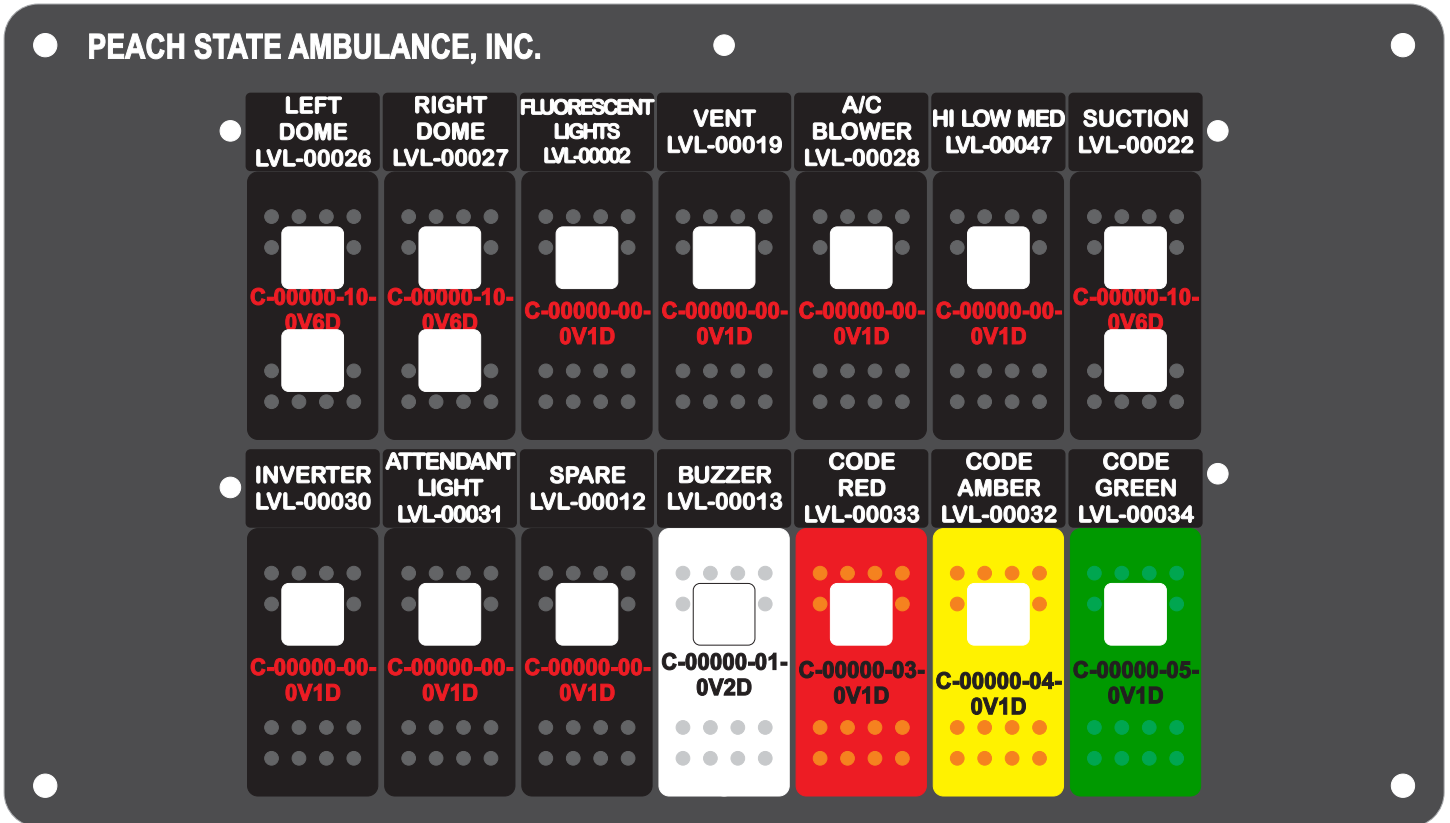 PEACH STATE AMBULANCE, INC.
LEFT
DOME
LVL-00026
RIGHT
DOME
LVL-00027
FLUORESCENT
LIGHTS
LVL-00002
VENT
LVL-00019
A/C
BLOWER
LVL-00028
HI LOW MED
LVL-00047
SUCTION
LVL-00022
C-00000-10-
0V6D
C-00000-10-
0V6D
C-00000-00-
0V1D
C-00000-00-
0V1D
C-00000-00-
0V1D
C-00000-00-
0V1D
C-00000-10-
0V6D
INVERTER
LVL-00030
ATTENDANT
LIGHT
LVL-00031
SPARE
LVL-00012
BUZZER
LVL-00013
CODE
RED
LVL-00033
CODE
AMBER
LVL-00032
CODE
GREEN
LVL-00034
C-00000-00-
0V1D
C-00000-00-
0V1D
C-00000-00-
0V1D
C-00000-01-
0V2D
C-00000-03-
0V1D
C-00000-04-
0V1D
C-00000-05-
0V1D